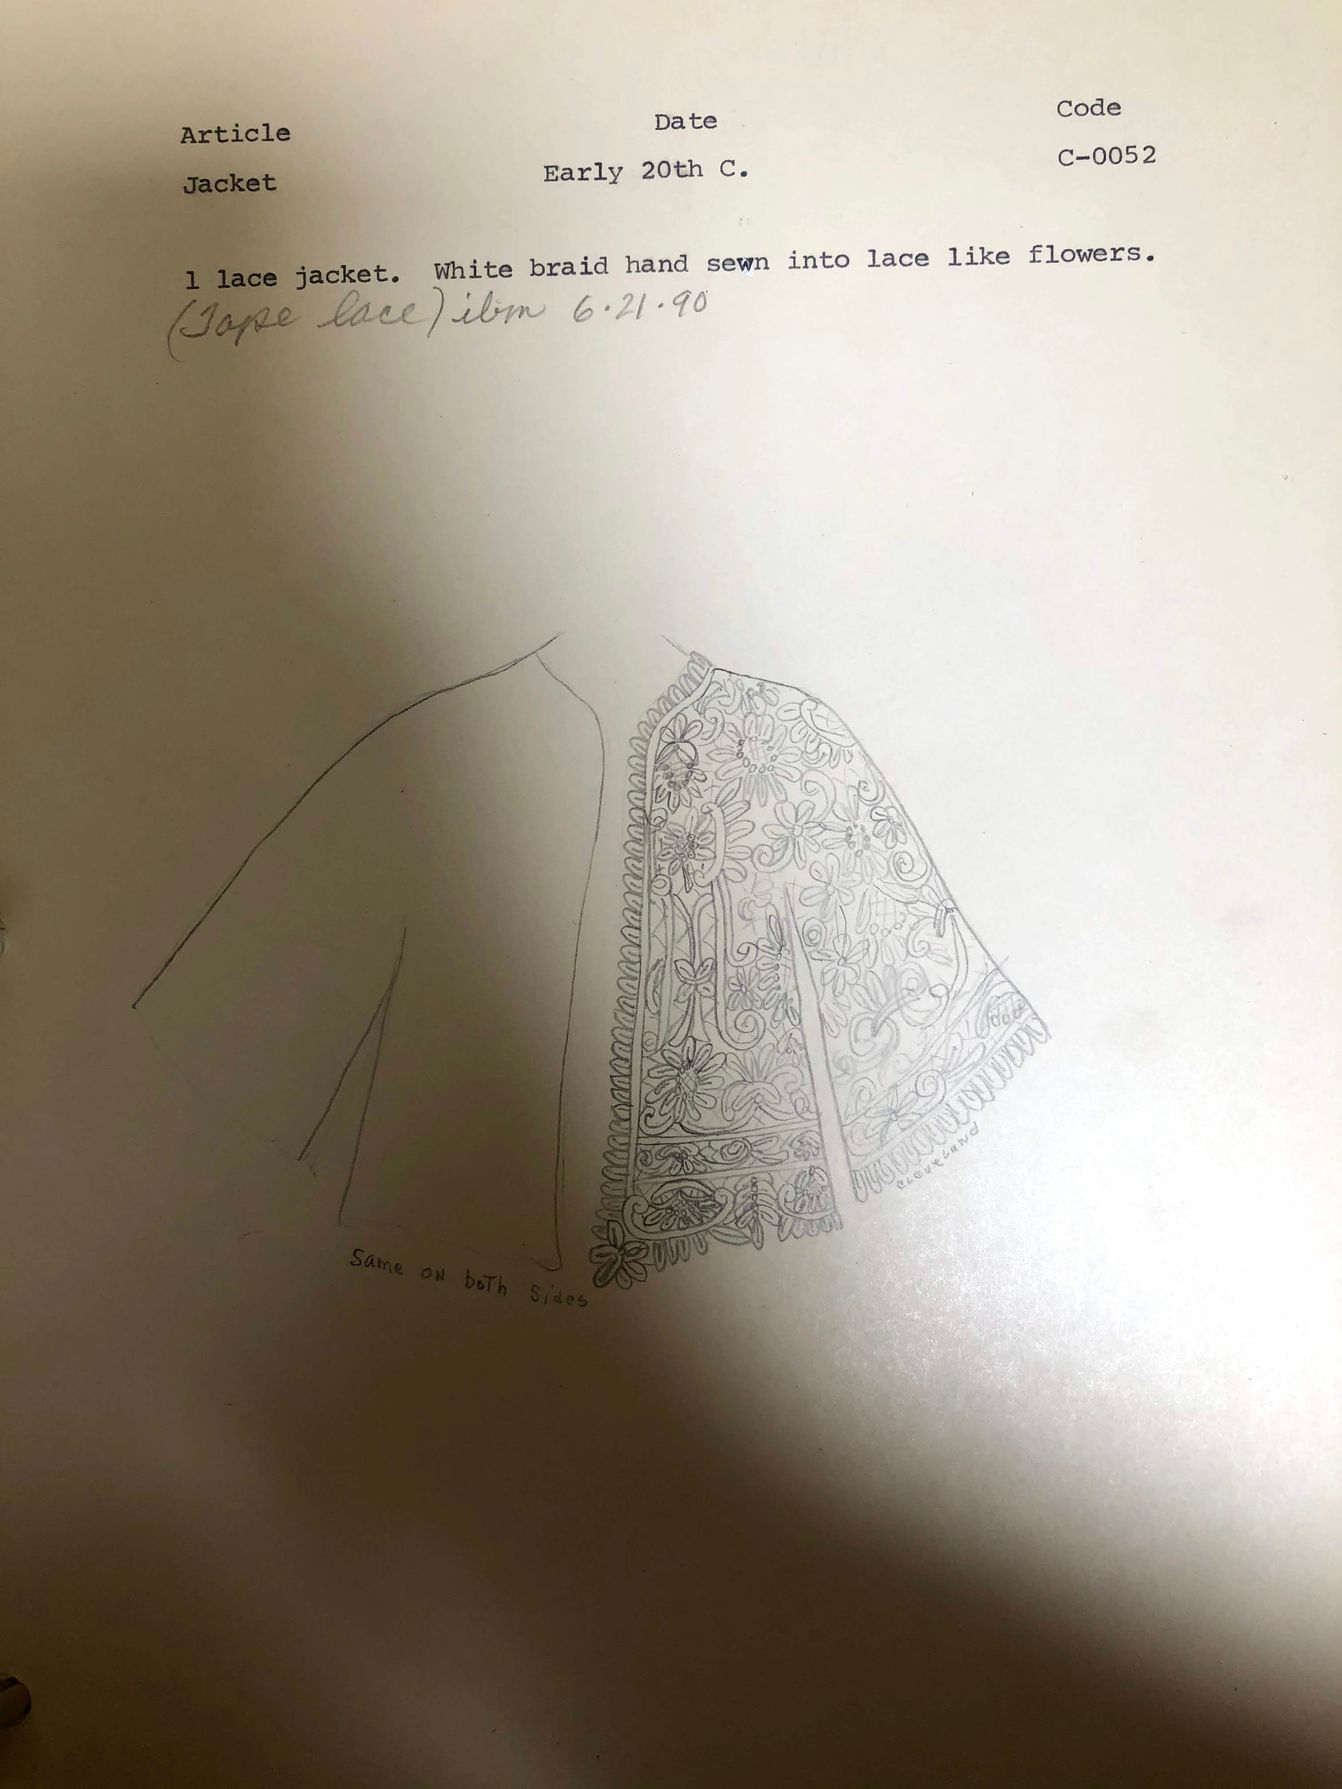 Article Date Code
Jacket Early 20th C. C-0052
1 lace jacket. White braid hand sewn into lace like flowers.
(Tape lace) ibm 6·21·90
Cleveland
Same on both sides